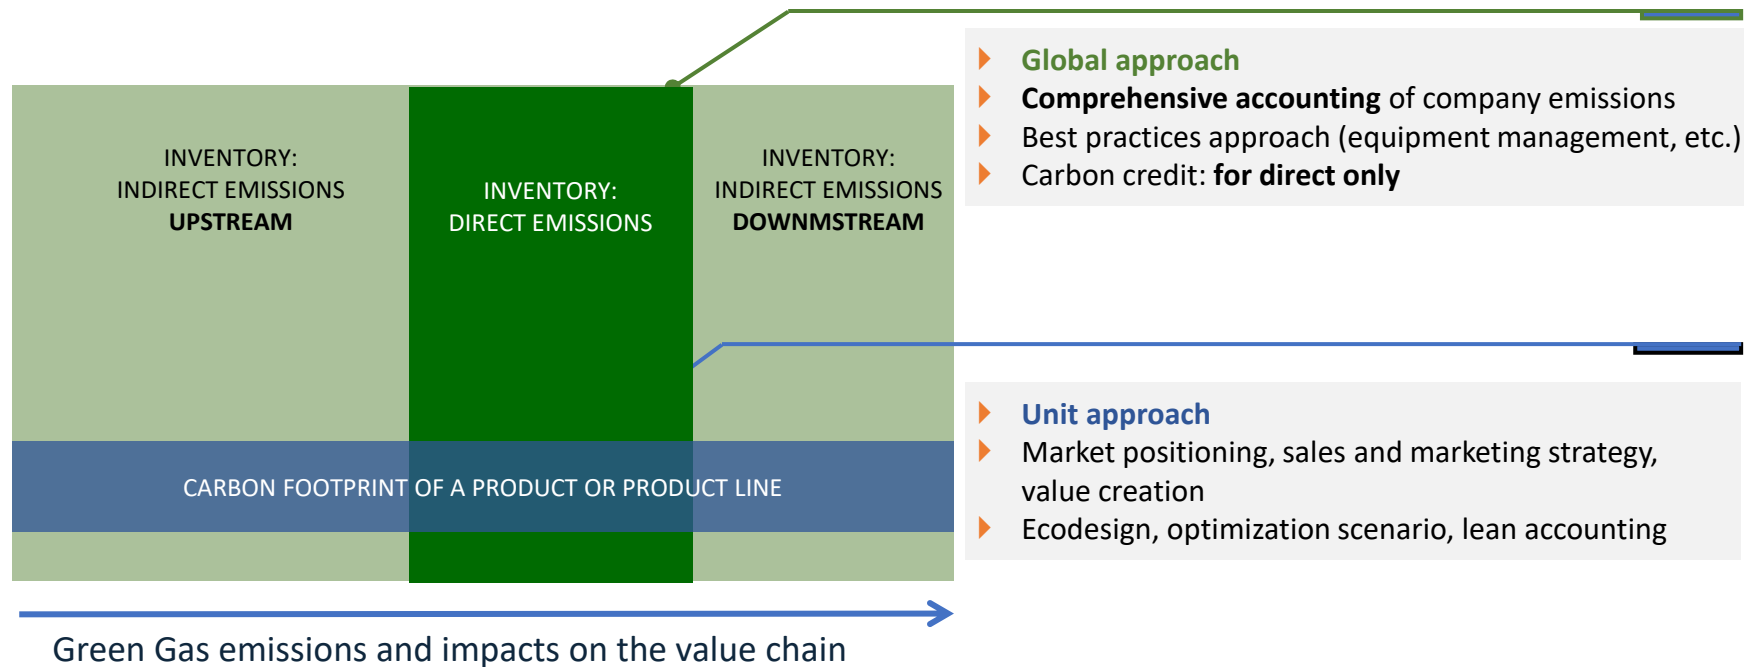 INVENTORY:
INDIRECT EMISSIONS
UPSTREAM
INVENTORY:
DIRECT EMISSIONS
INVENTORY:
INDIRECT EMISSIONS
DOWNMSTREAM
CARBON FOOTPRINT OF A PRODUCT OR PRODUCT LINE
Green Gas emissions and impacts on the value chain
Global approach
Comprehensive accounting of company emissions
Best practices approach (equipment management, etc.)
Carbon credit: for direct only
Unit approach
Market positioning, sales and marketing strategy,
value creation
Ecodesign, optimization scenario, lean accounting